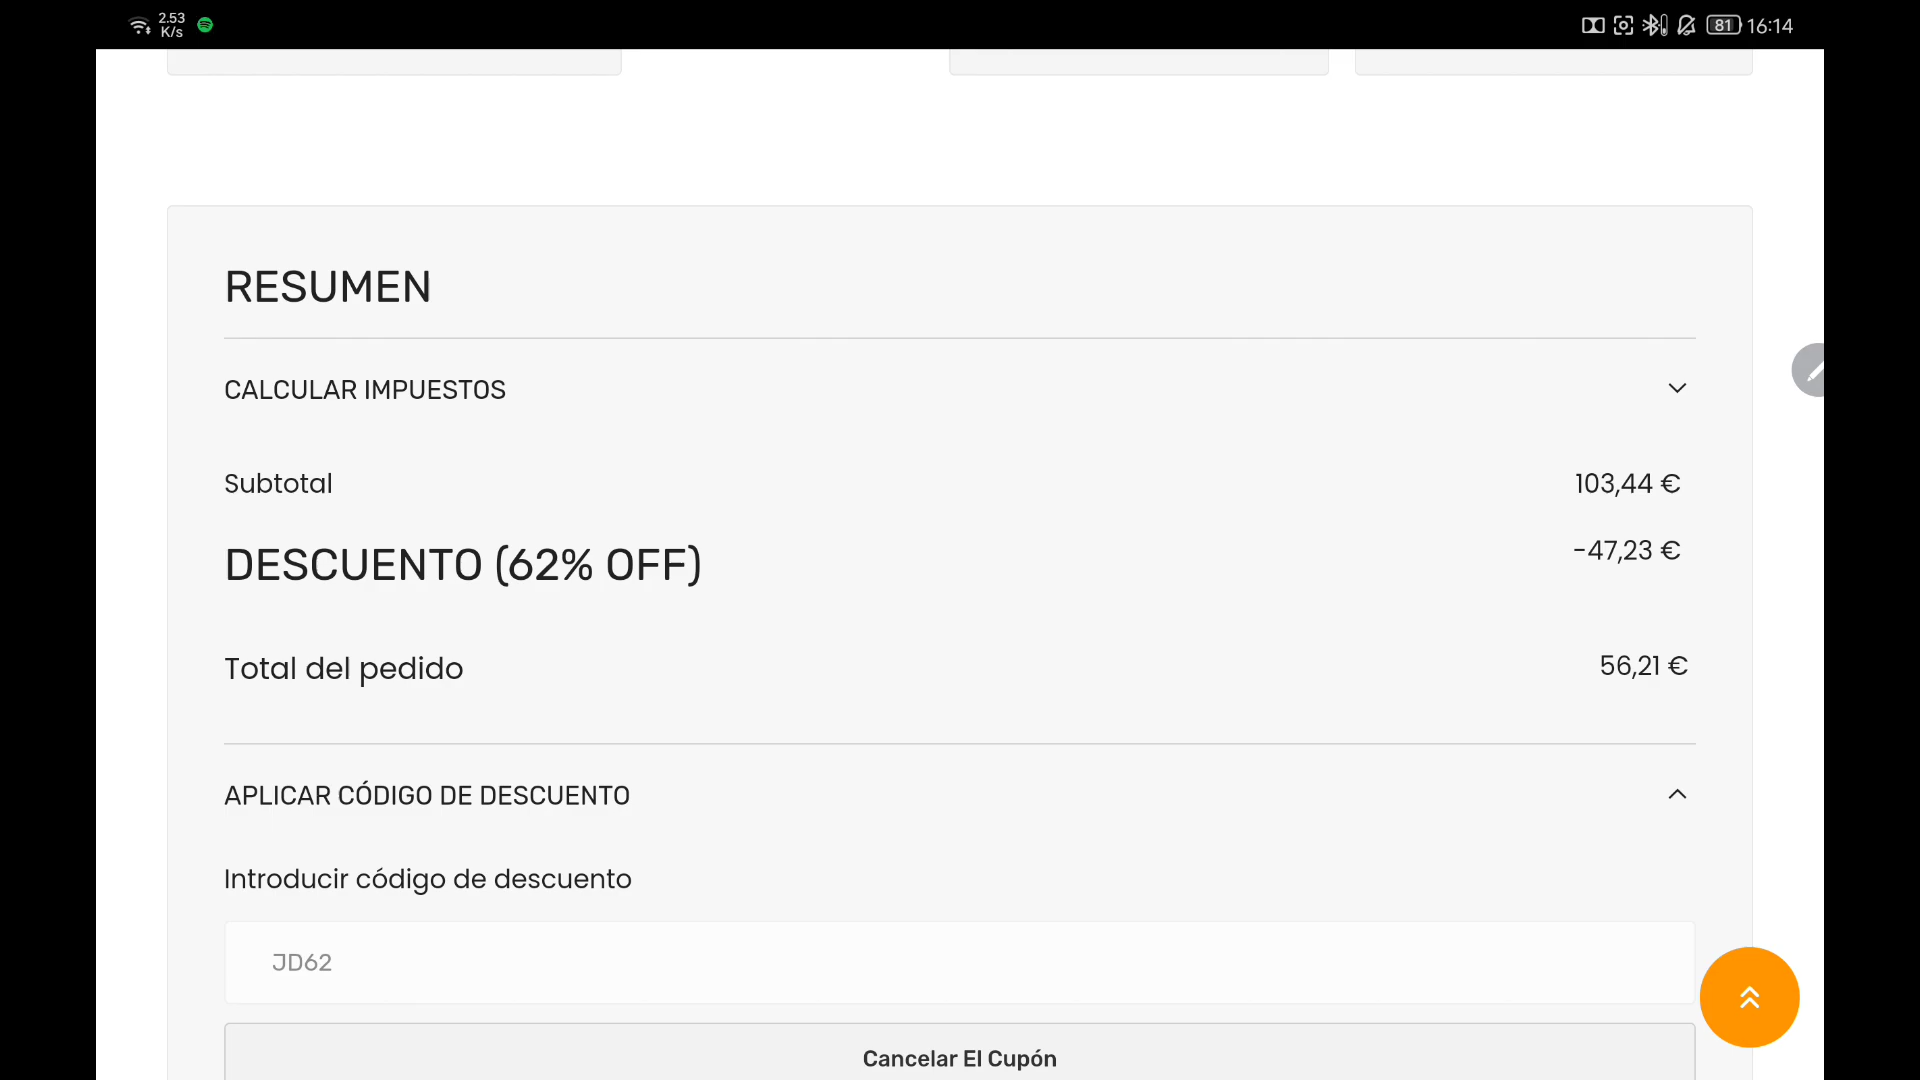 2.53
K/s
81 16:14
RESUMEN
CALCULAR IMPUESTOS
Subtotal 103,44 €
DESCUENTO (62% OFF) -47,23 €
Total del pedido 56,21 €
APLICAR CÓDIGO DE DESCUENTO
Introducir código de descuento
JD62
Cancelar El Cupón